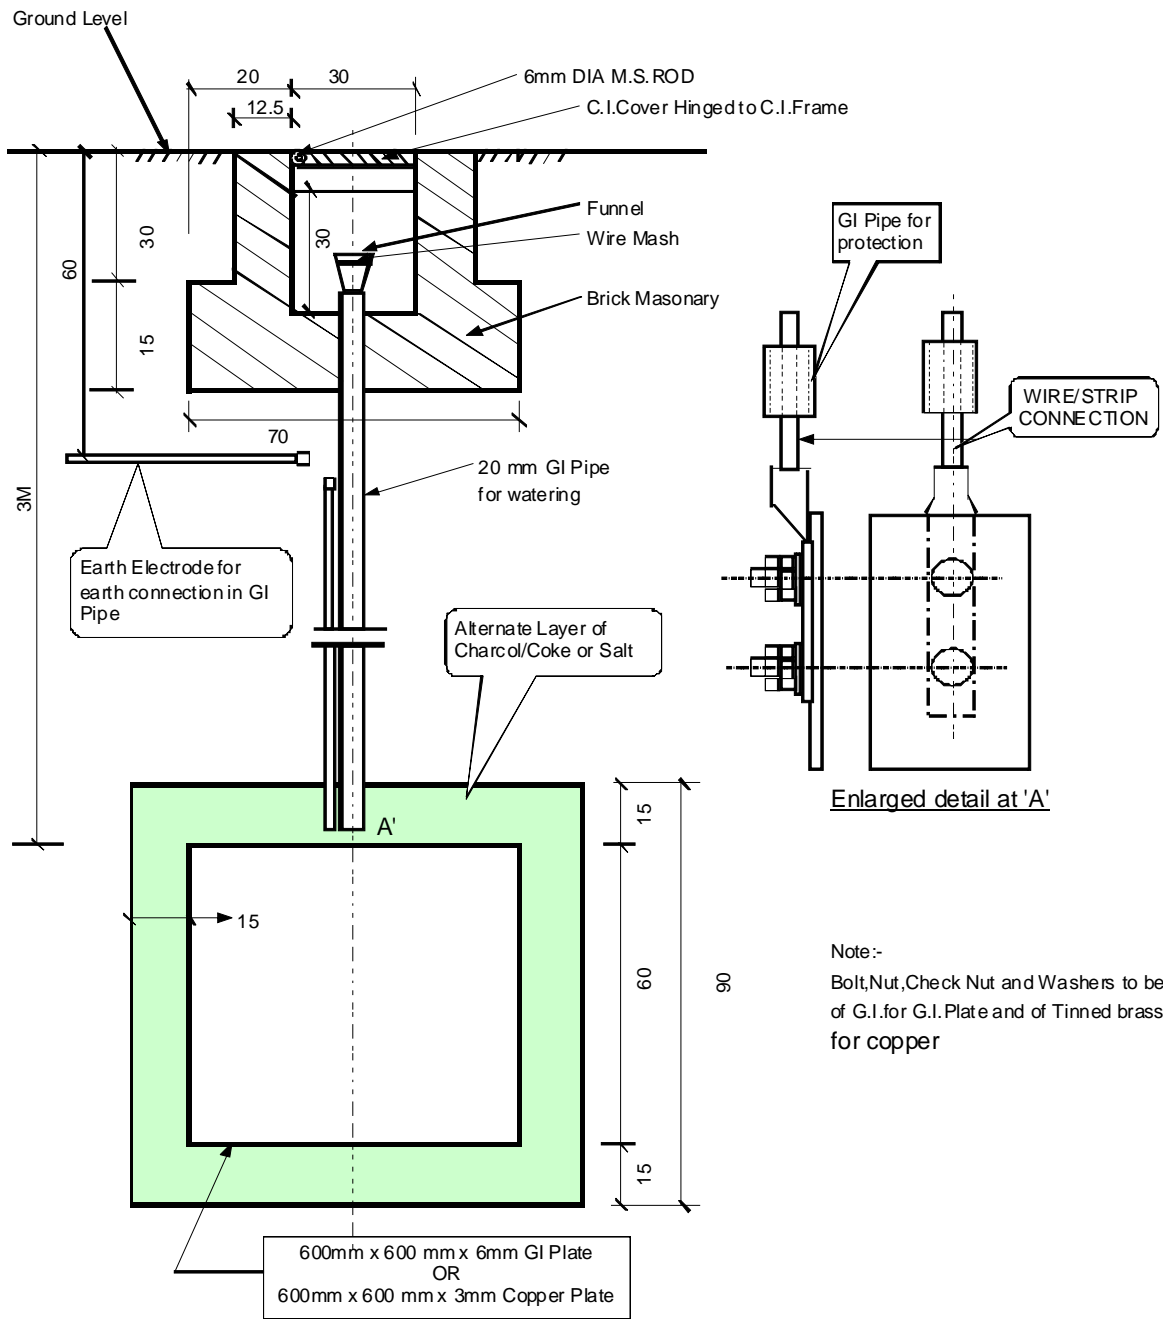 Ground Level
20
30
6mm DIA M.S.ROD
12.5
C.I.Cover Hinged to C.I.Frame
Funnel
Wire Mash
30
30
60
GI Pipe for
protection
Brick Masonary
15
WIRE/STRIP
CONNECTION
70
20 mm GI Pipe
for watering
3M
Earth Electrode for
earth connection in GI
Pipe
Alternate Layer of
Charcol/Coke or Salt
A'
15
Enlarged detail at 'A'
15
60
90
15
Note:-
Bolt,Nut,Check Nut and Washers to be
of G.I.for G.I.Plate and of Tinned brass
for copper
600mm x 600 mm x 6mm GI Plate
OR
600mm x 600 mm x 3mm Copper Plate